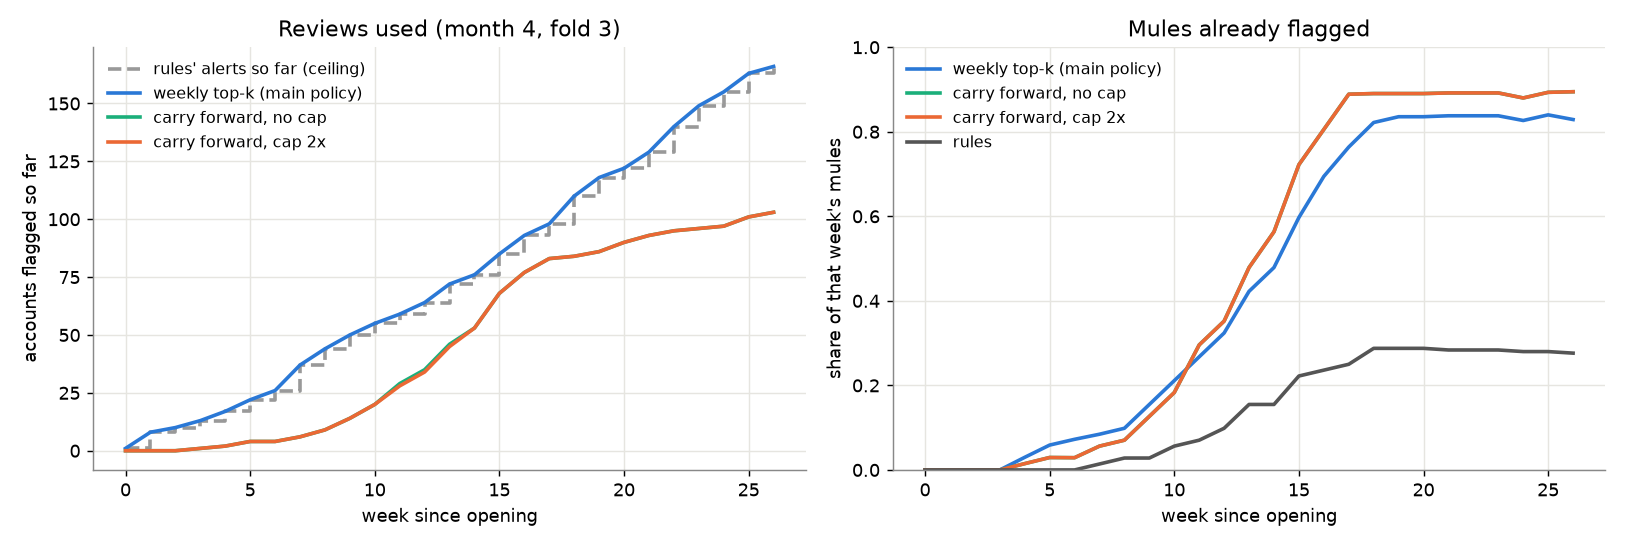 Reviews used (month 4, fold 3)
rules' alerts so far (ceiling)
weekly top-k (main policy)
carry forward, no cap
carry forward, cap 2x
accounts flagged so far
150
125
100
75
50
25
0
0 5 10 15 20 25
week since opening
Mules already flagged
weekly top-k (main policy)
carry forward, no cap
carry forward, cap 2x
rules
share of that week's mules
1.0
0.8
0.6
0.4
0.2
0.0
0 5 10 15 20 25
week since opening